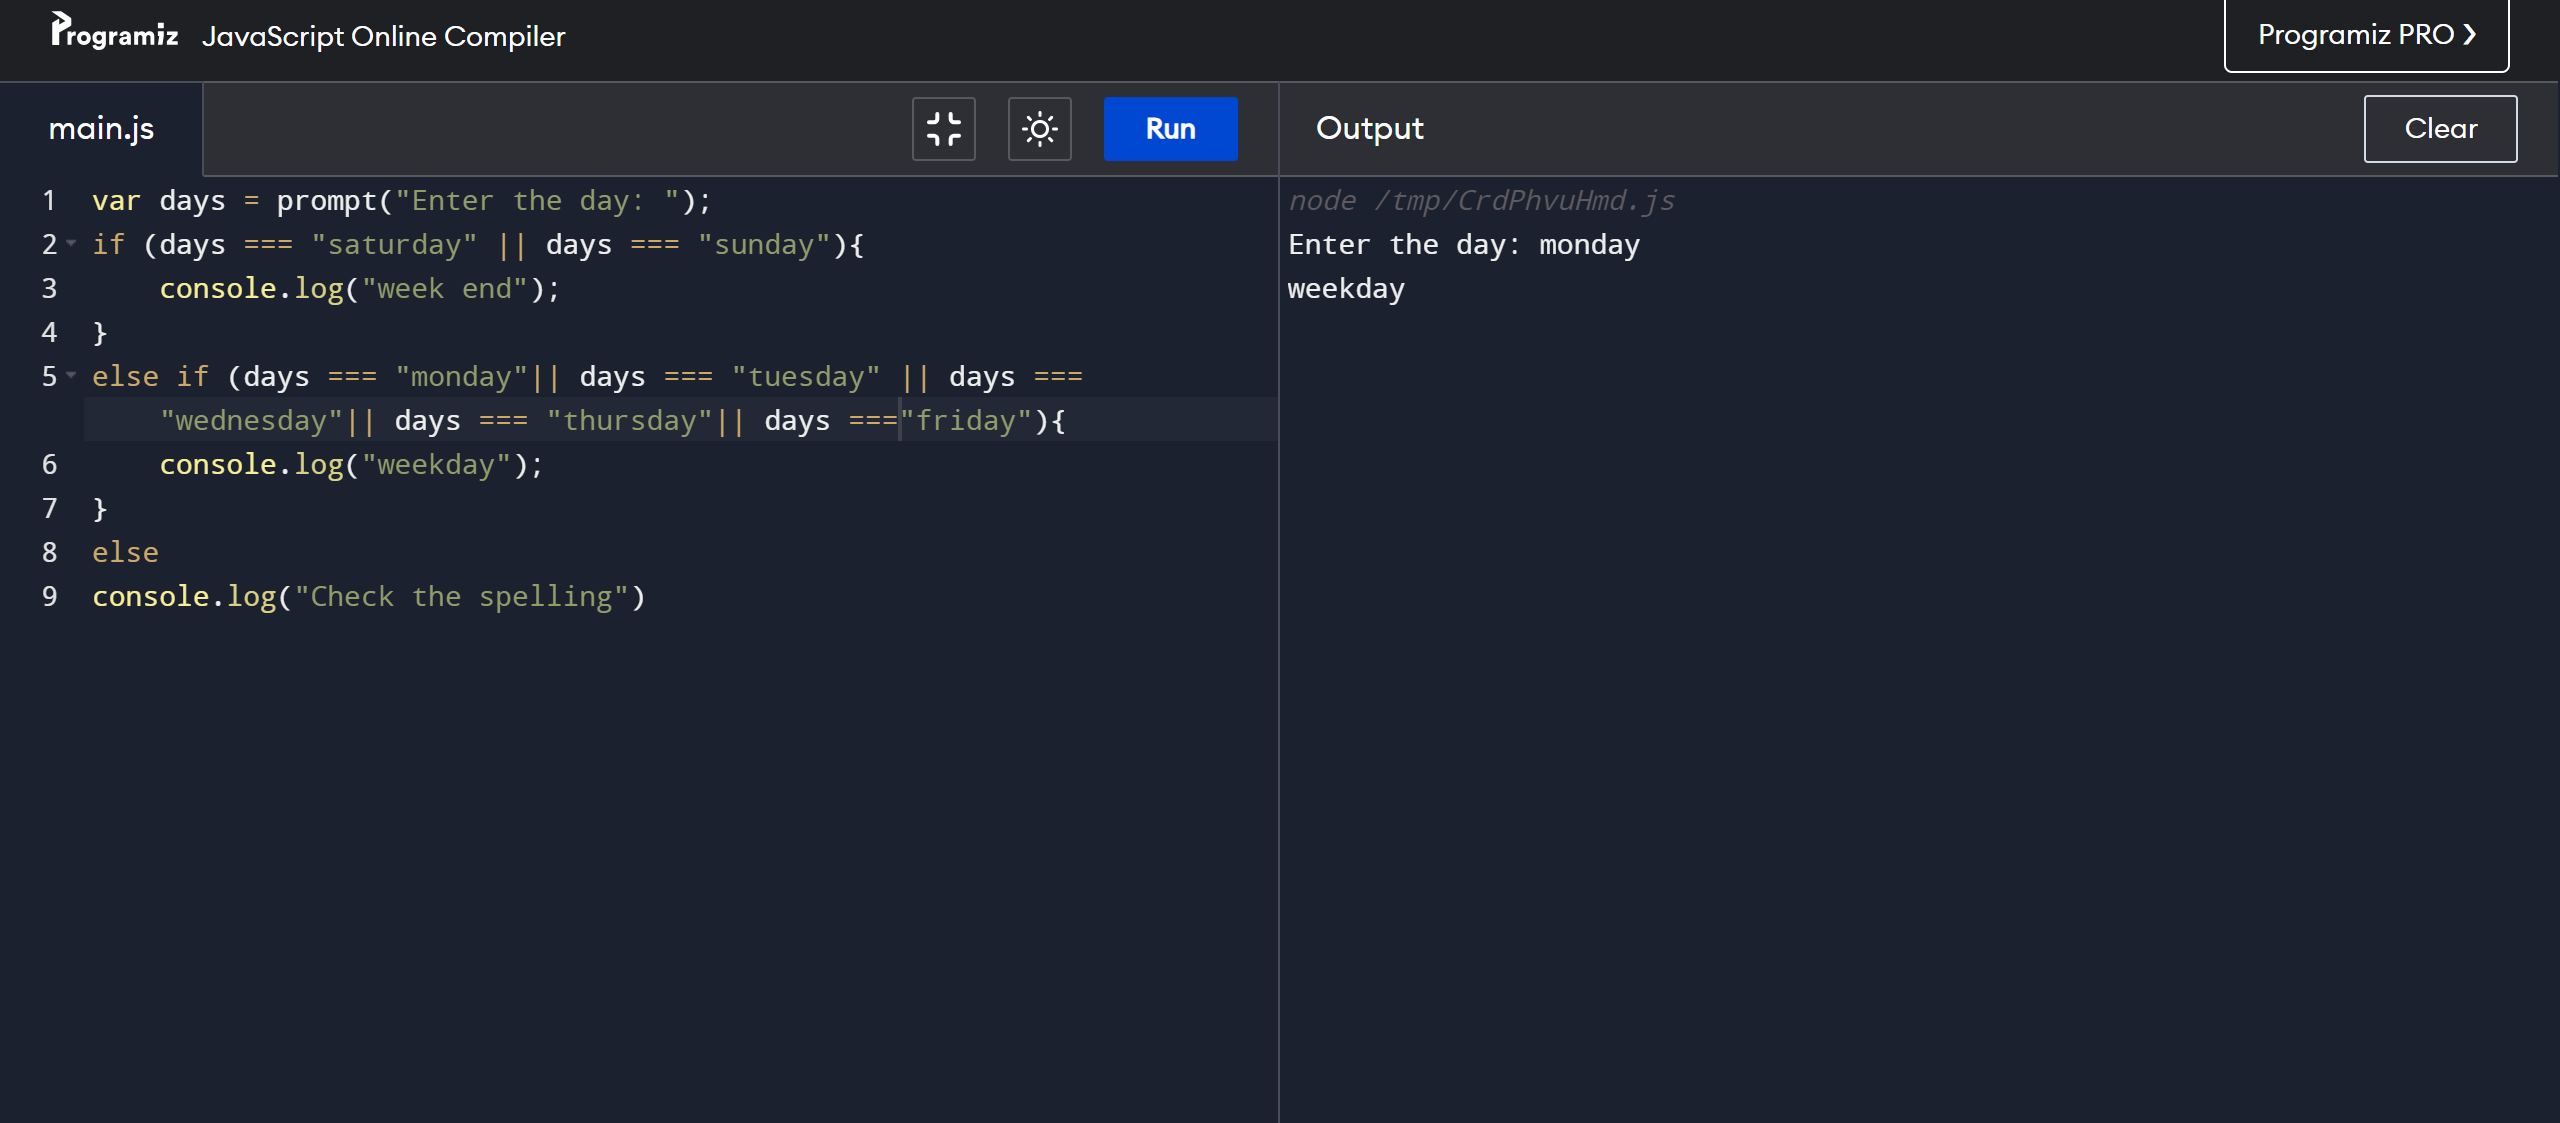 Programiz JavaScript Online Compiler
Programiz PRO ❯
main.js
Run
Output
Clear
1 var days = prompt("Enter the day: ");
2 if (days === "saturday" || days === "sunday"){
3     console.log("week end");
4 }
5 else if (days === "monday"|| days === "tuesday" || days ===
    "wednesday"|| days === "thursday"|| days ==="friday"){
6     console.log("weekday");
7 }
8 else
9 console.log("Check the spelling")
node /tmp/CrdPhvuHmd.js
Enter the day: monday
weekday